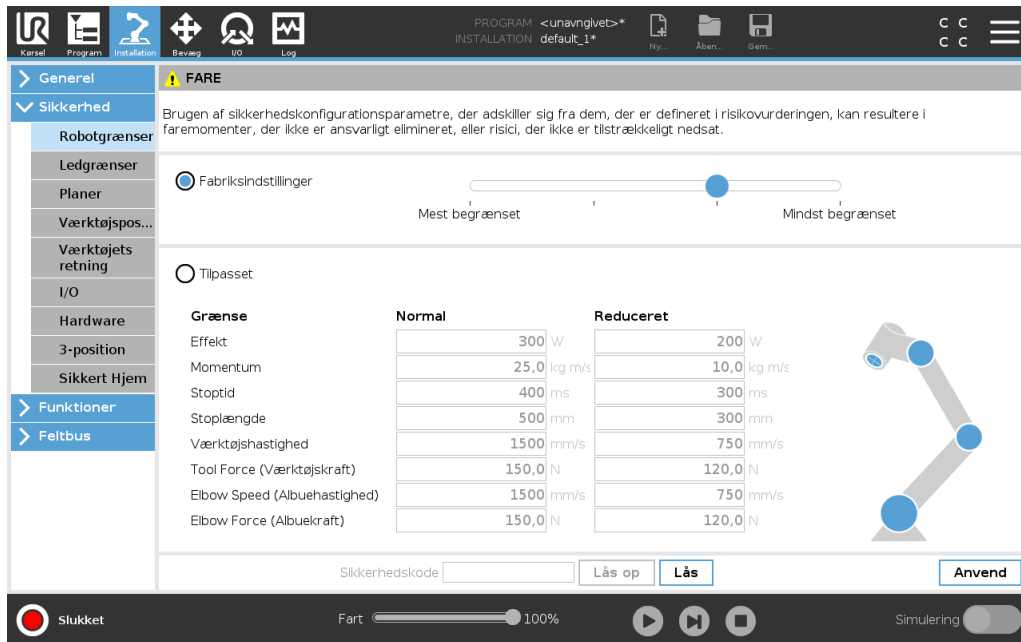 PROGRAM <unavngivet>*
INSTALLATION default_1*
Kørsel
Program
Installation
Bevæg
I/O
Log
Ny...
Åben...
Gem...
C C
C C
Generel
Sikkerhed
Robotgrænser
Ledgrænser
Planer
Værktøjspos...
Værktøjets
retning
I/O
Hardware
3-position
Sikkert Hjem
Funktioner
Feltbus
FARE
Brugen af sikkerhedskonfigurationsparametre, der adskiller sig fra dem, der er defineret i risikovurderingen, kan resultere i
faremomenter, der ikke er ansvarligt elimineret, eller risici, der ikke er tilstrækkeligt nedsat.
Fabriksindstillinger
Mest begrænset
Mindst begrænset
Tilpasset
Grænse Normal Reduceret
Effekt 300 W 200 W
Momentum 25,0 kg m/s 10,0 kg m/s
Stoptid 400 ms 300 ms
Stoplængde 500 mm 300 mm
Værktøjshastighed 1500 mm/s 750 mm/s
Tool Force (Værktøjskraft) 150,0 N 120,0 N
Elbow Speed (Albuehastighed) 1500 mm/s 750 mm/s
Elbow Force (Albuekraft) 150,0 N 120,0 N
Sikkerhedskode Lås op Lås Anvend
Slukket Fart 100% Simulering